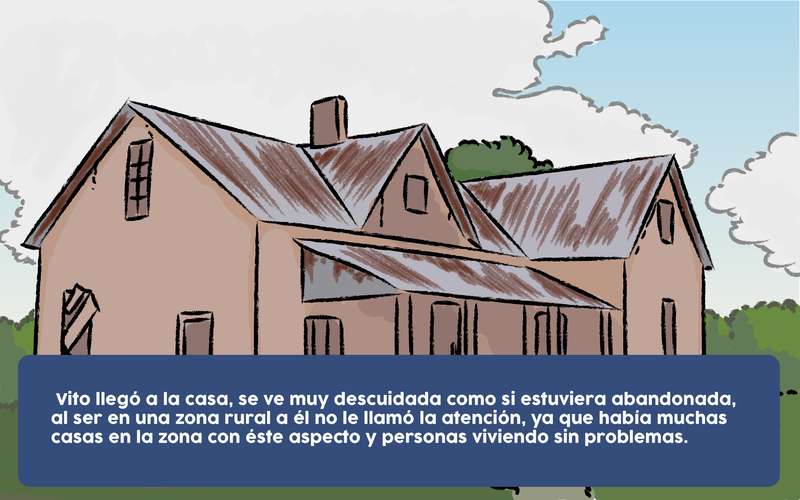 Vito llegó a la casa, se ve muy descuidada como si estuviera abandonada,
al ser en una zona rural a él no le llamó la atención, ya que había muchas
casas en la zona con éste aspecto y personas viviendo sin problemas.